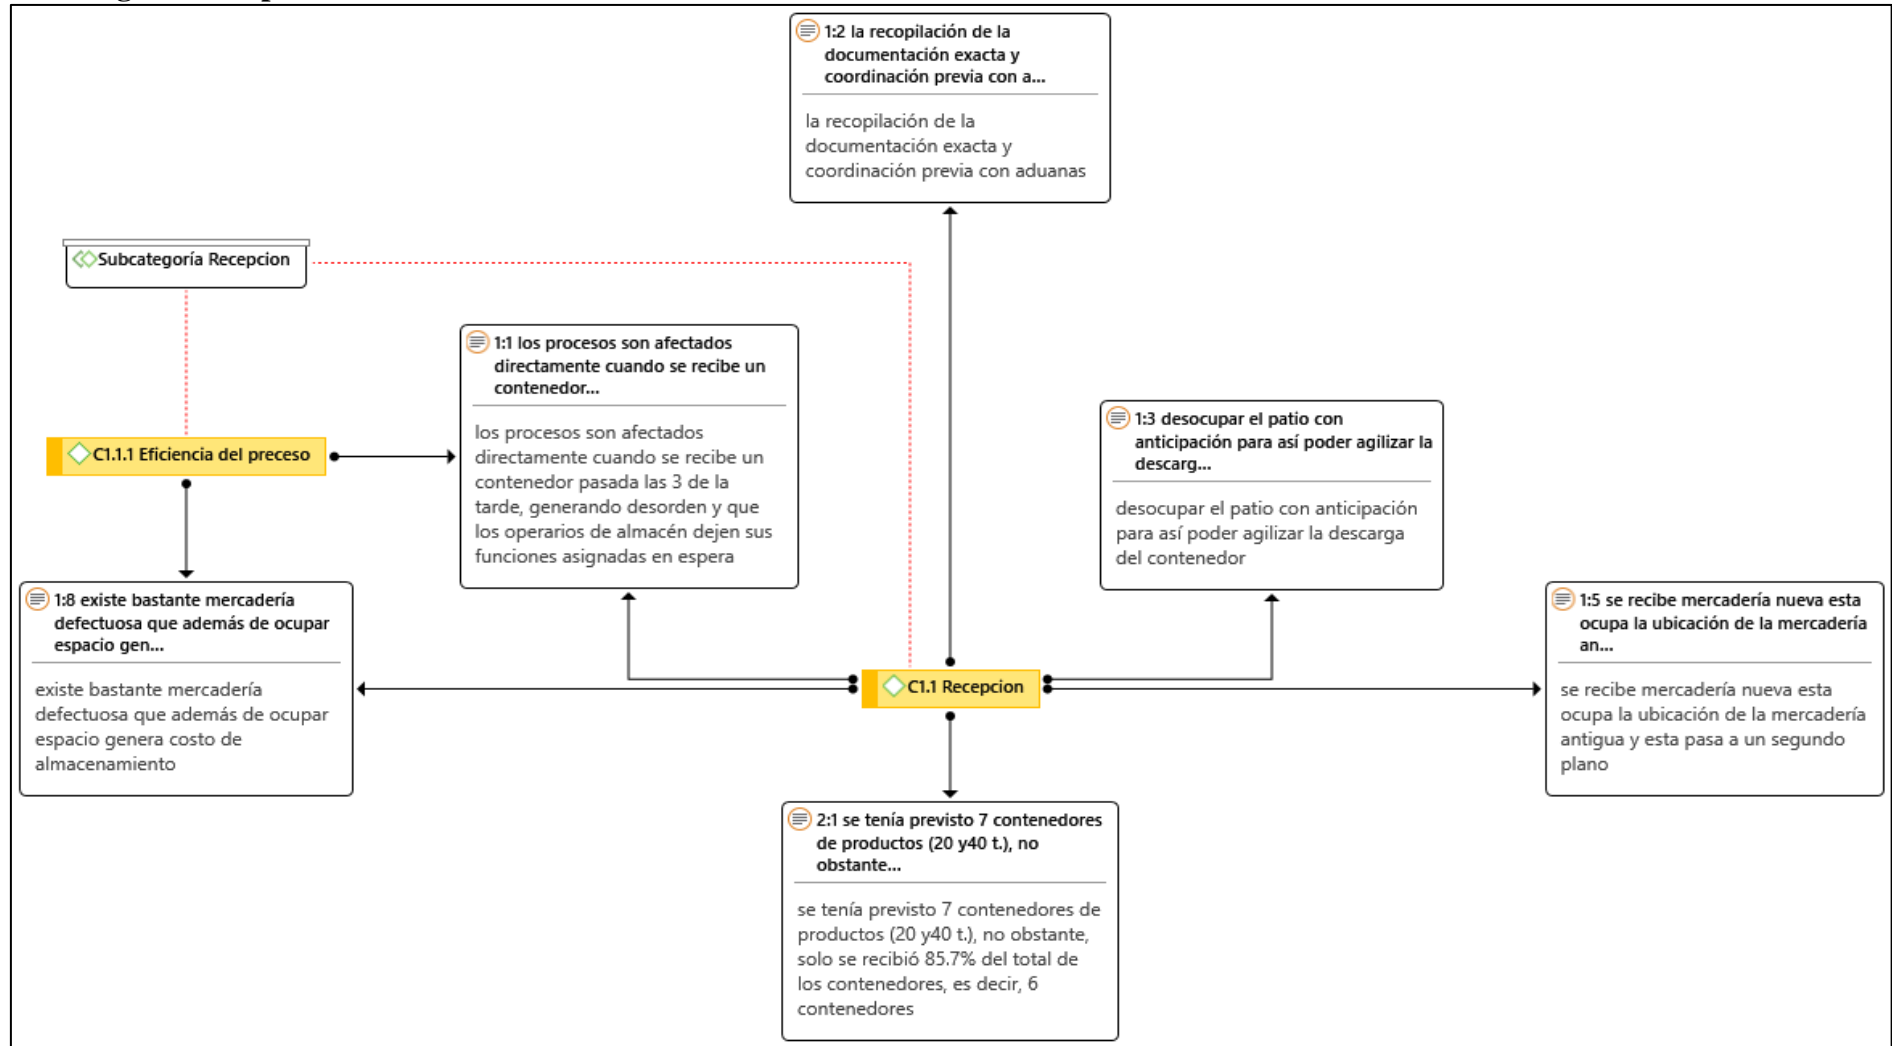 1:2 la recopilación de la
documentación exacta y
coordinación previa con a...
la recopilación de la
documentación exacta y
coordinación previa con aduanas
Subcategoría Recepcion
1:1 los procesos son afectados
directamente cuando se recibe un
contenedor...
los procesos son afectados
directamente cuando se recibe un
contenedor pasada las 3 de la
tarde, generando desorden y que
los operarios de almacén dejen sus
funciones asignadas en espera
C1.1.1 Eficiencia del preceso
1:3 desocupar el patio con
anticipación para así poder agilizar la
descarg...
desocupar el patio con anticipación
para así poder agilizar la descarga
del contenedor
1:8 existe bastante mercadería
defectuosa que además de ocupar
espacio gen...
existe bastante mercadería
defectuosa que además de ocupar
espacio genera costo de
almacenamiento
C1.1 Recepcion
1:5 se recibe mercadería nueva esta
ocupa la ubicación de la mercadería
an...
se recibe mercadería nueva esta
ocupa la ubicación de la mercadería
antigua y esta pasa a un segundo
plano
2:1 se tenía previsto 7 contenedores
de productos (20 y40 t.), no
obstante...
se tenía previsto 7 contenedores de
productos (20 y40 t.), no obstante,
solo se recibió 85.7% del total de
los contenedores, es decir, 6
contenedores